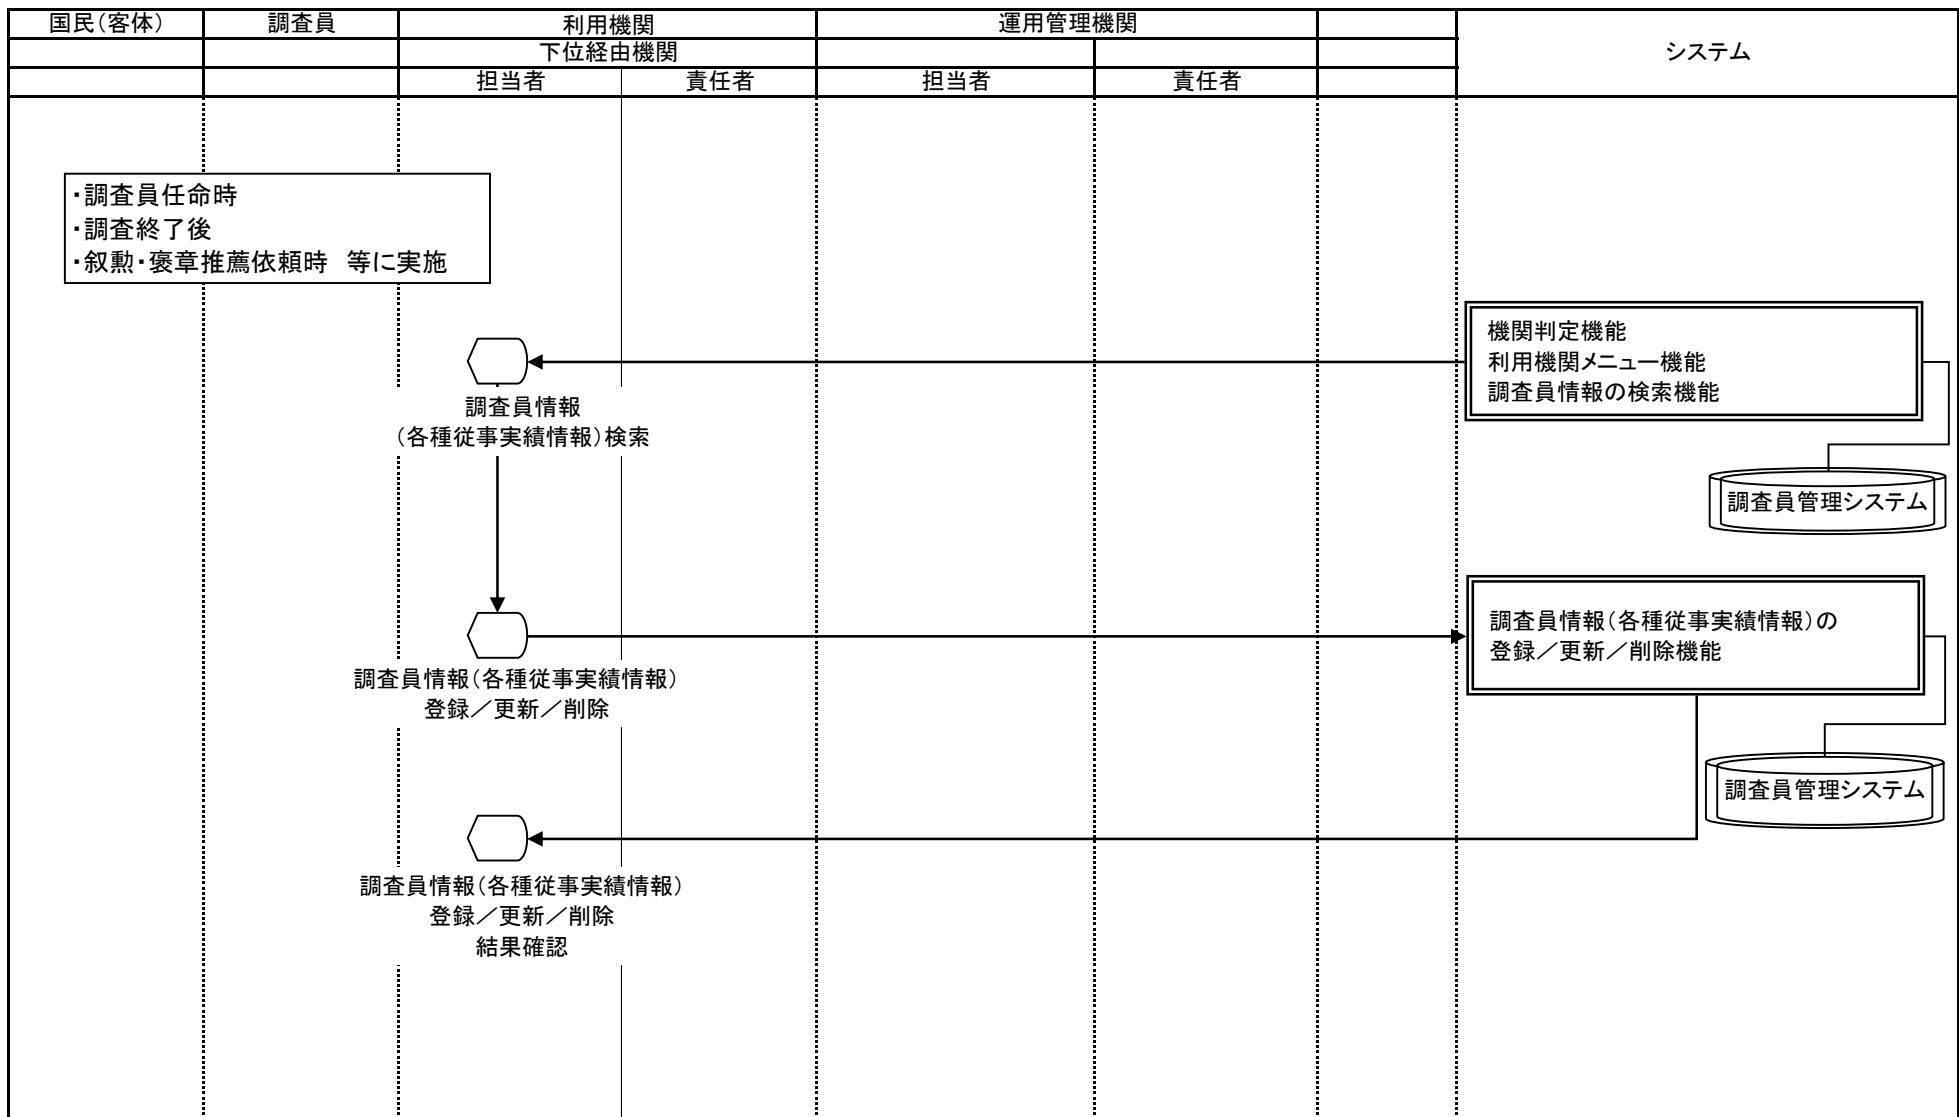 国民（客体）
調査員
利用機関
運用管理機関
システム
下位経由機関
担当者
責任者
担当者
責任者
・調査員任命時
・調査終了後
・叙勲・褒章推薦依頼時　等に実施
機関判定機能
利用機関メニュー機能
調査員情報の検索機能
調査員情報
（各種従事実績情報）検索
調査員管理システム
調査員情報（各種従事実績情報）の
登録／更新／削除機能
調査員情報（各種従事実績情報）
登録／更新／削除
調査員管理システム
調査員情報（各種従事実績情報）
登録／更新／削除
結果確認